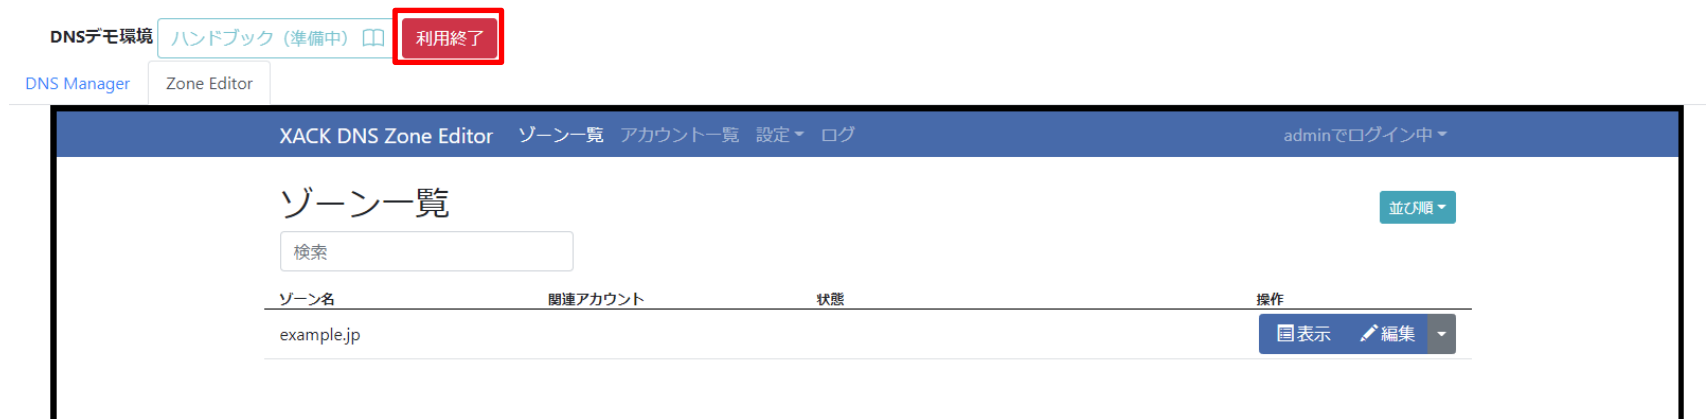 DNSデモ環境 ハンドブック（準備中） 利用終了
DNS Manager Zone Editor
XACK DNS Zone Editor ゾーン一覧 アカウント一覧 設定 ログ adminでログイン中
ゾーン一覧 並び順
検索
ゾーン名 関連アカウント 状態 操作
example.jp 表示 編集